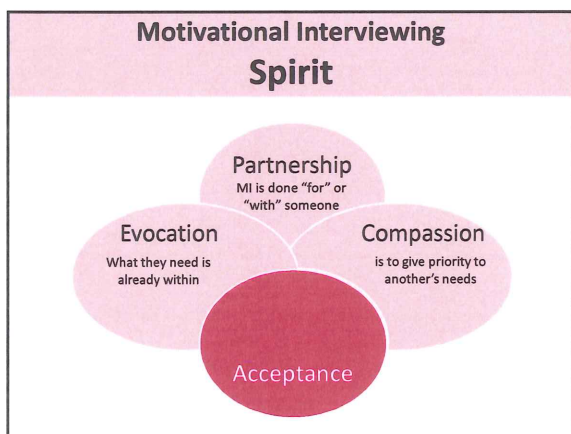 Motivational Interviewing
Spirit
Partnership
MI is done “for” or
“with” someone
Evocation
What they need is
already within
Compassion
is to give priority to
another’s needs
Acceptance